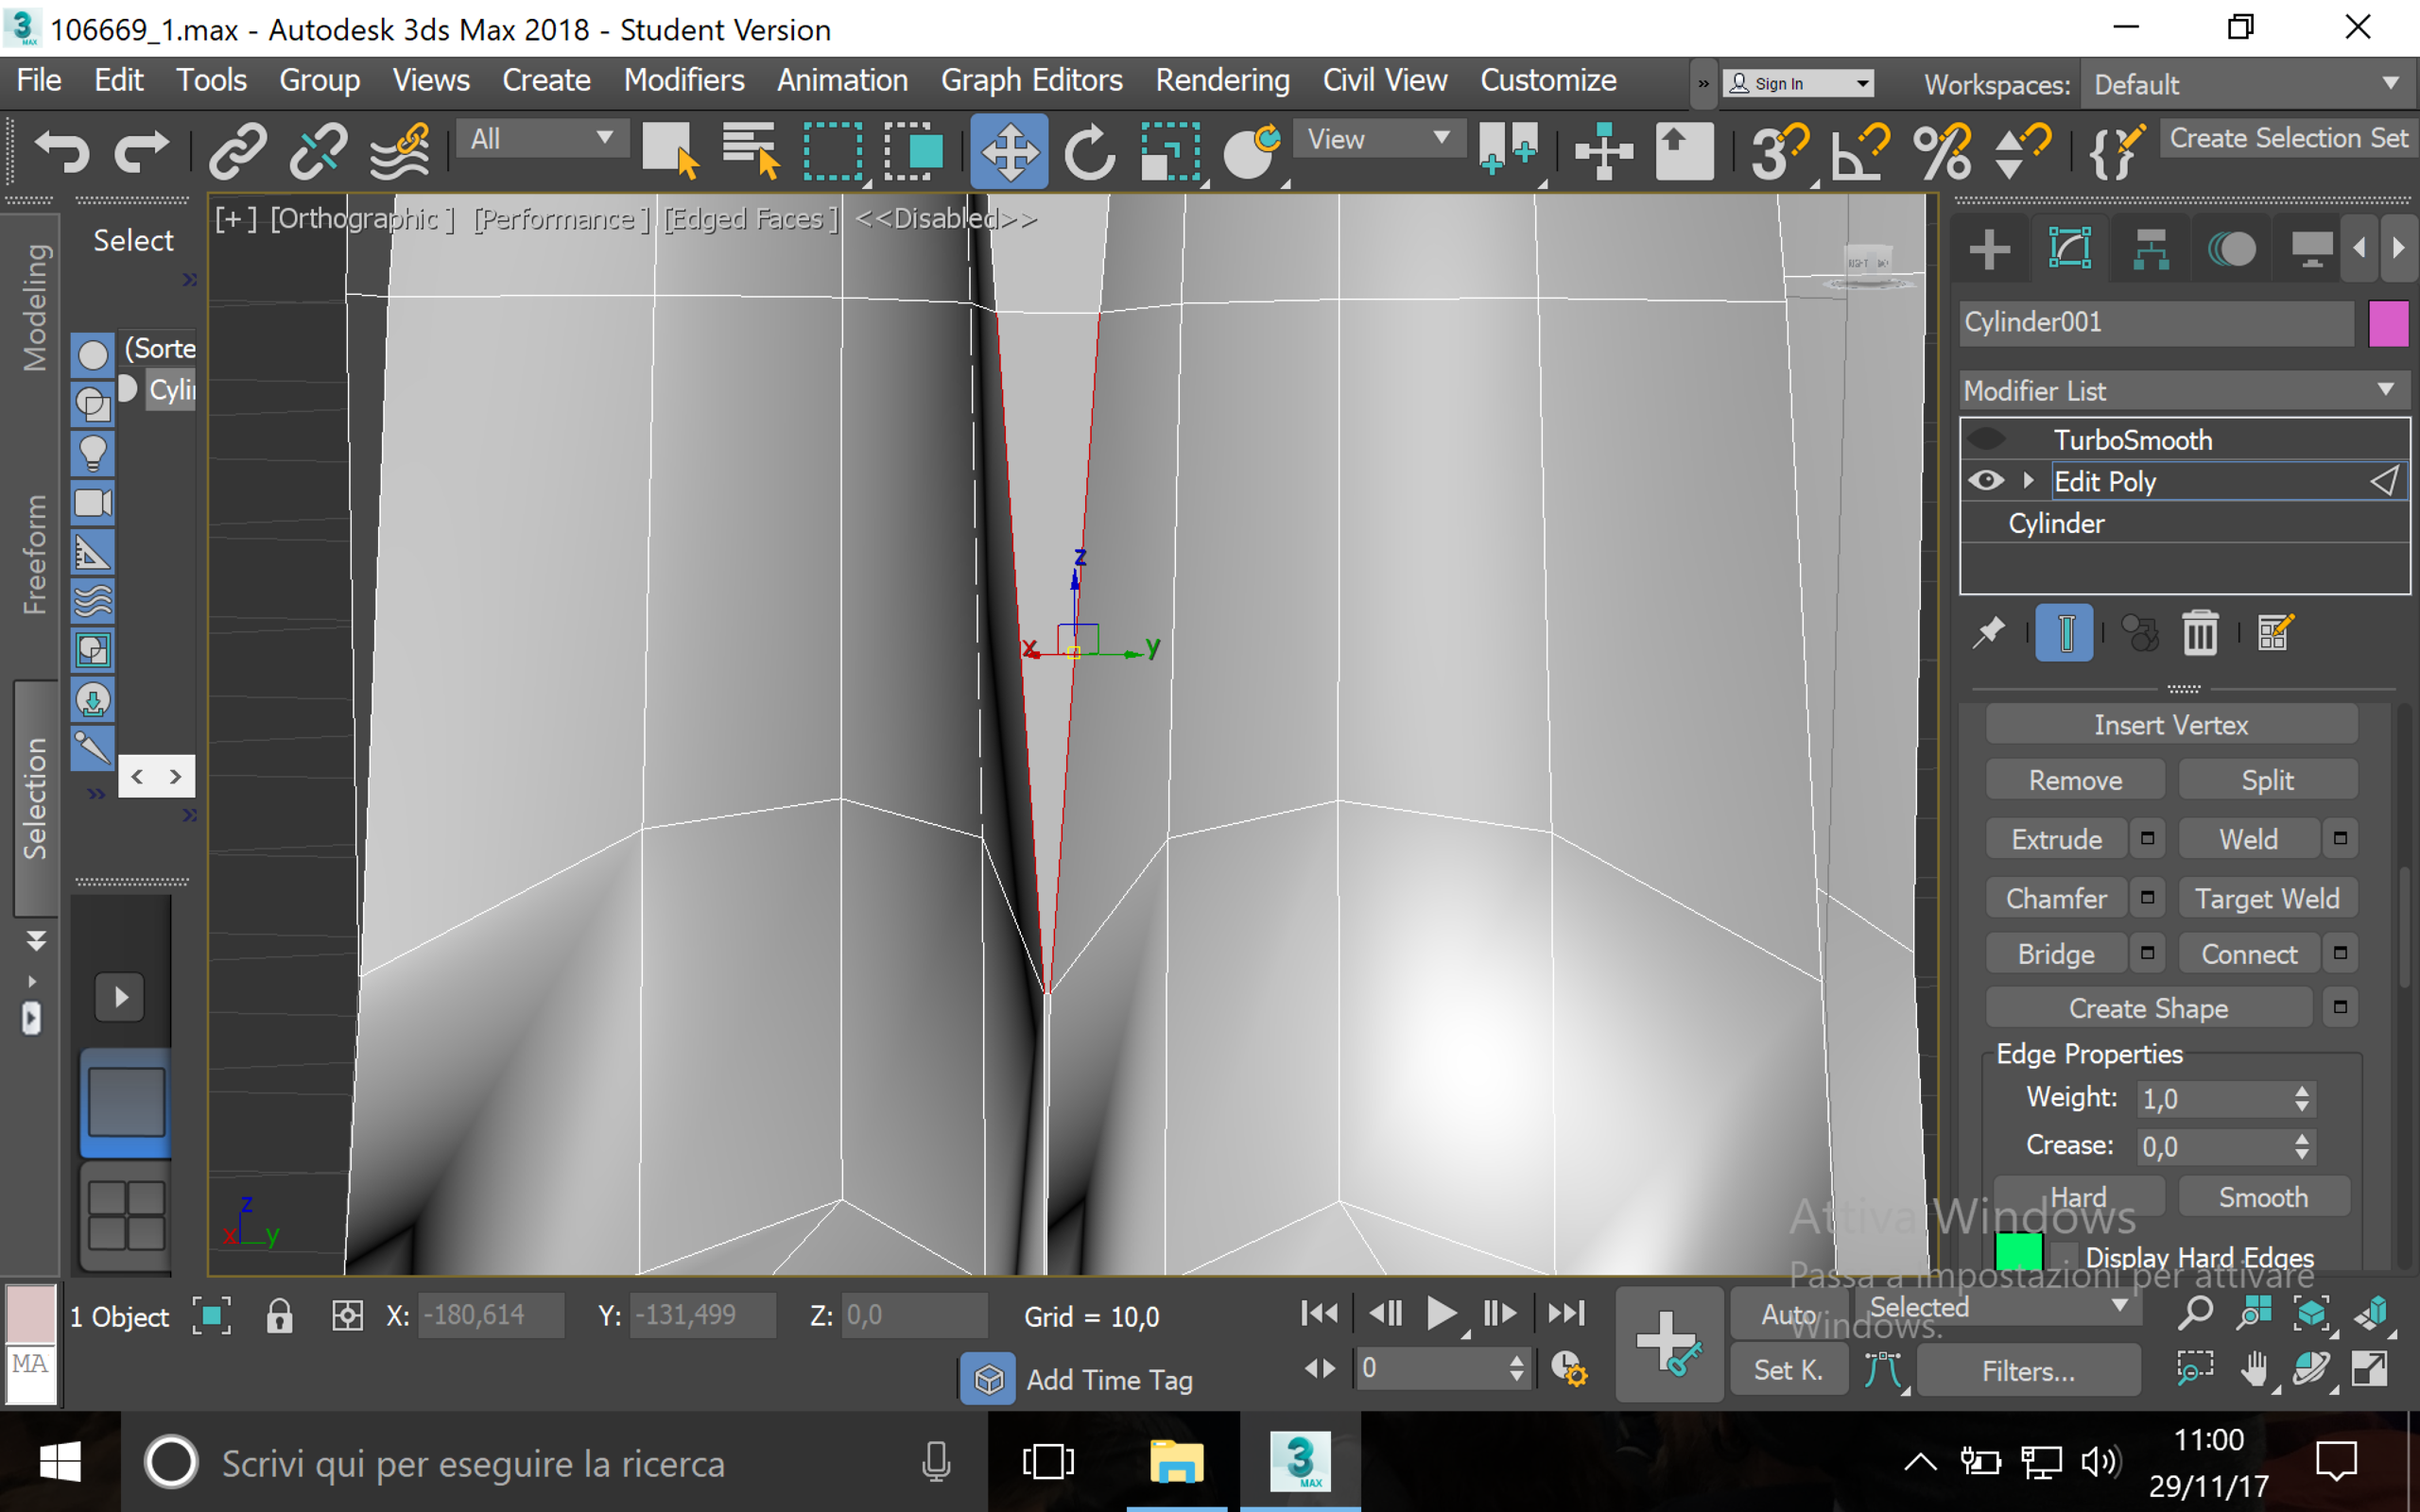 106669_1.max - Autodesk 3ds Max 2018 - Student Version
File Edit Tools Group Views Create Modifiers Animation Graph Editors Rendering Civil View Customize » Sign In Workspaces: Default
All View Create Selection Set
[+] [Orthographic] [Performance] [Edged Faces] <<Disabled>>
Select
Modeling
Freeform
Selection
(Sorte
Cylin
Cylinder001
Modifier List
TurboSmooth
Edit Poly
Cylinder
z
x
y
Insert Vertex
Remove Split
Extrude Weld
Chamfer Target Weld
Bridge Connect
Create Shape
Edge Properties
Weight: 1,0
Crease: 0,0
Hard Smooth
Display Hard Edges
z
x y
Attiva Windows
Passa a Impostazioni per attivare
Windows.
1 Object X: -180,614 Y: -131,499 Z: 0,0 Grid = 10,0 Auto Selected
MA Add Time Tag 0 Set K. Filters...
Scrivi qui per eseguire la ricerca
3 MAX
11:00
29/11/17